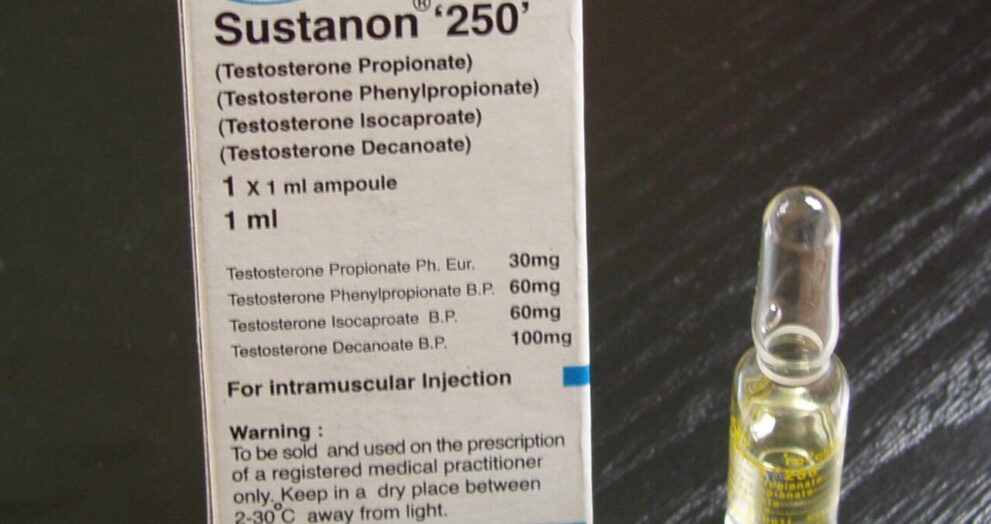 Sustanon® ‘250’
(Testosterone Propionate)
(Testosterone Phenylpropionate)
(Testosterone Isocaproate)
(Testosterone Decanoate)
1 x 1 ml ampoule
1 ml
Testosterone Propionate Ph. Eur. 30mg
Testosterone Phenylpropionate B.P. 60mg
Testosterone Isocaproate B.P. 60mg
Testosterone Decanoate B.P. 100mg
For intramuscular Injection
Warning :
To be sold and used on the prescription
of a registered medical practitioner
only. Keep in a dry place between
2-30°C away from light.
250